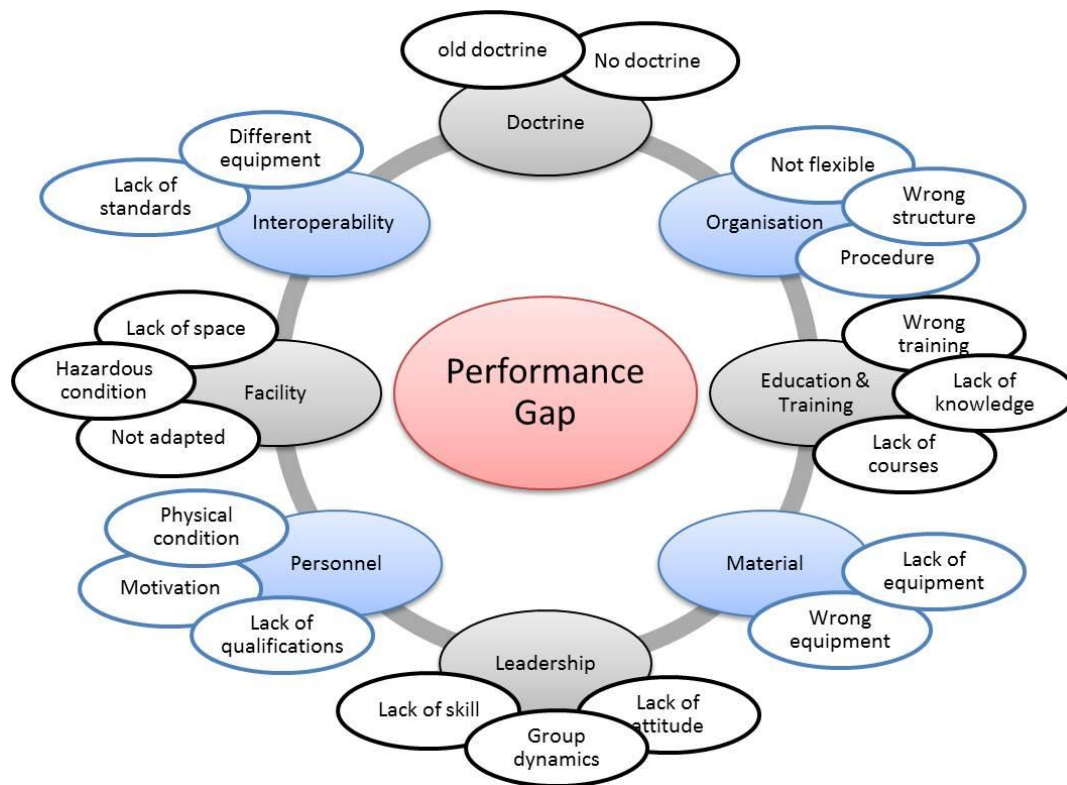 old doctrine
No doctrine
Doctrine
Different
equipment
Lack of
standards
Interoperability
Not flexible
Wrong
structure
Procedure
Organisation
Lack of space
Hazardous
condition
Not adapted
Facility
Performance
Gap
Wrong
training
Lack of
knowledge
Lack of
courses
Education &
Training
Physical
condition
Motivation
Lack of
qualifications
Personnel
Material
Lack of
equipment
Wrong
equipment
Leadership
Lack of skill
Group
dynamics
Lack of
attitude